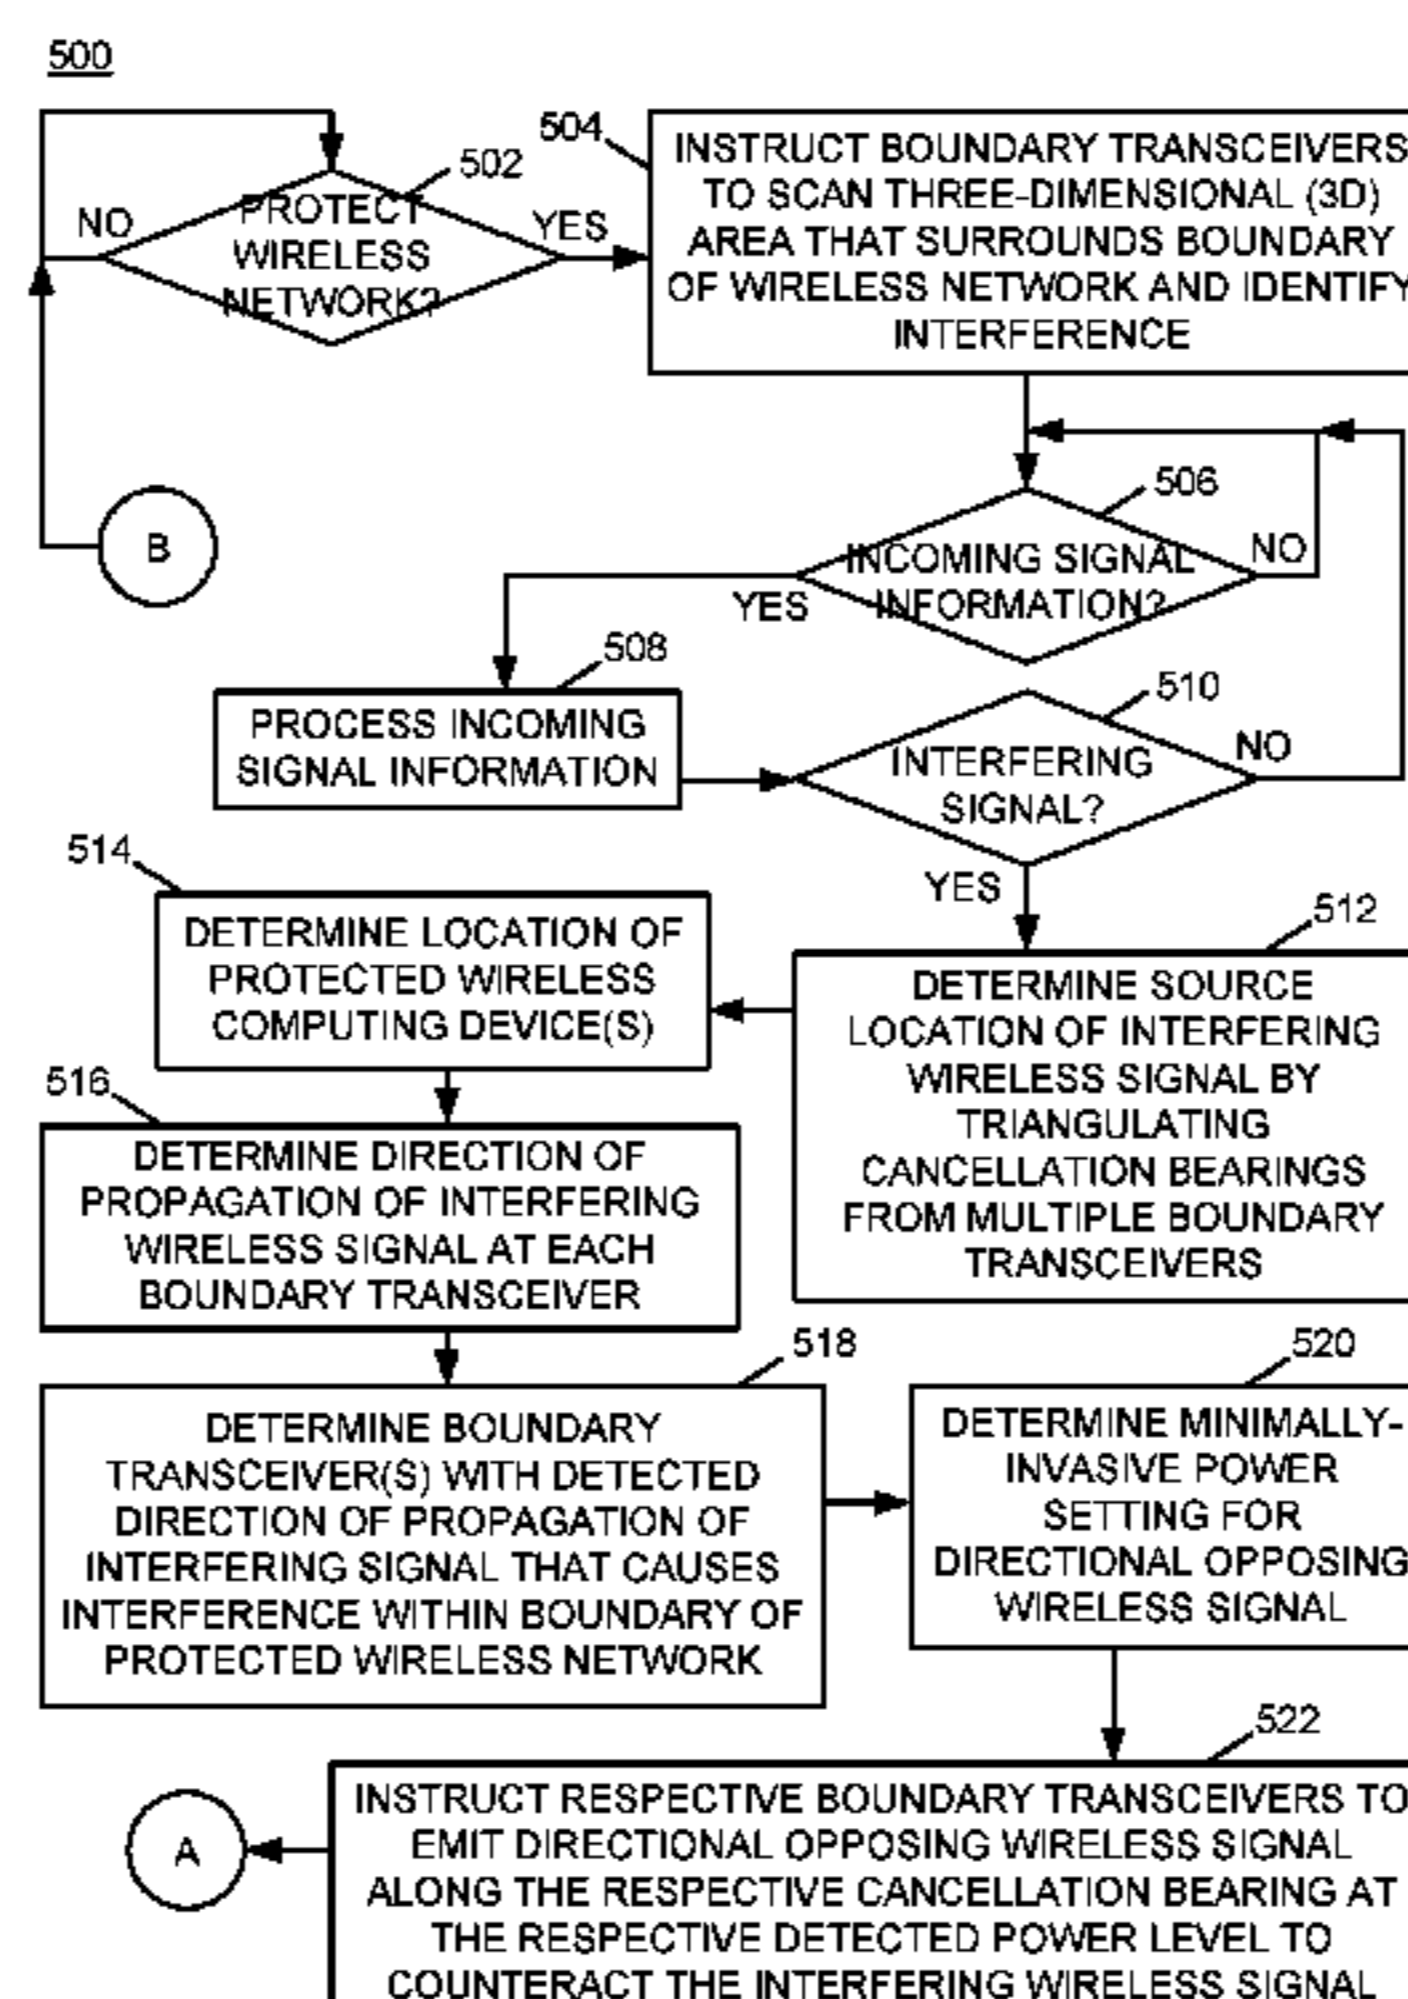 500
502
PROTECT
WIRELESS
NETWORK?
NO
YES
504
INSTRUCT BOUNDARY TRANSCEIVERS
TO SCAN THREE-DIMENSIONAL (3D)
AREA THAT SURROUNDS BOUNDARY
OF WIRELESS NETWORK AND IDENTIFY
INTERFERENCE
B
506
INCOMING SIGNAL
INFORMATION?
NO
YES
508
PROCESS INCOMING
SIGNAL INFORMATION
510
INTERFERING
SIGNAL?
NO
YES
512
DETERMINE SOURCE
LOCATION OF INTERFERING
WIRELESS SIGNAL BY
TRIANGULATING
CANCELLATION BEARINGS
FROM MULTIPLE BOUNDARY
TRANSCEIVERS
514
DETERMINE LOCATION OF
PROTECTED WIRELESS
COMPUTING DEVICE(S)
516
DETERMINE DIRECTION OF
PROPAGATION OF INTERFERING
WIRELESS SIGNAL AT EACH
BOUNDARY TRANSCEIVER
518
DETERMINE BOUNDARY
TRANSCEIVER(S) WITH DETECTED
DIRECTION OF PROPAGATION OF
INTERFERING SIGNAL THAT CAUSES
INTERFERENCE WITHIN BOUNDARY OF
PROTECTED WIRELESS NETWORK
520
DETERMINE MINIMALLY-
INVASIVE POWER
SETTING FOR
DIRECTIONAL OPPOSING
WIRELESS SIGNAL
522
INSTRUCT RESPECTIVE BOUNDARY TRANSCEIVERS TO
EMIT DIRECTIONAL OPPOSING WIRELESS SIGNAL
ALONG THE RESPECTIVE CANCELLATION BEARING AT
THE RESPECTIVE DETECTED POWER LEVEL TO
COUNTERACT THE INTERFERING WIRELESS SIGNAL
A